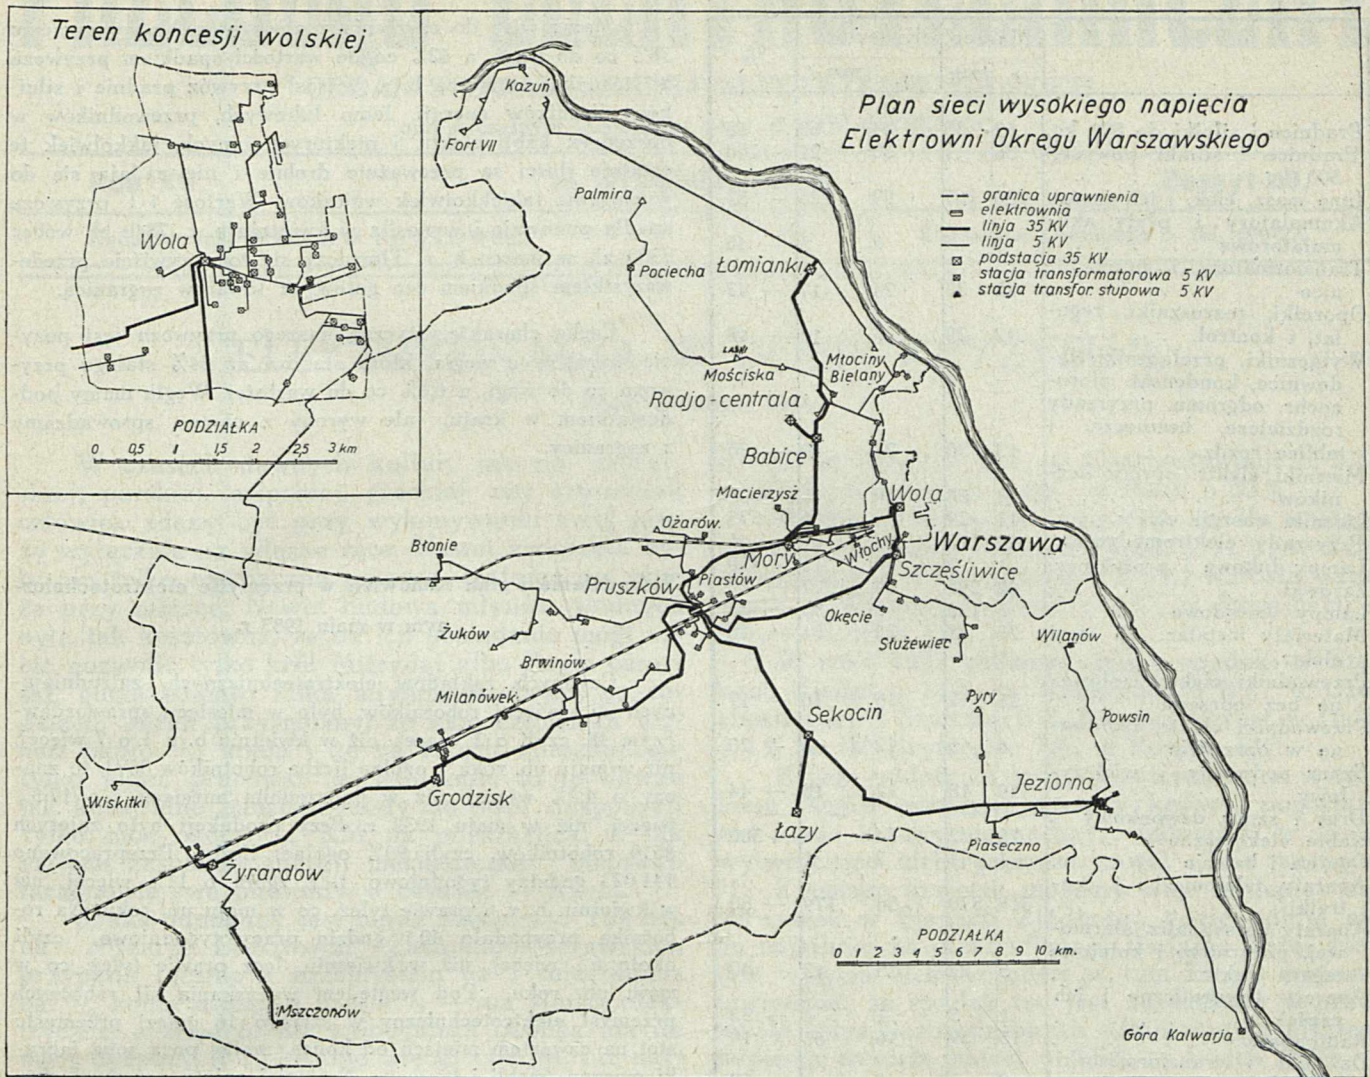 Teren koncesji wolskiej
Wola
PODZIAŁKA
0 0,5 1 1,5 2 2,5 3 km
Plan sieci wysokiego napięcia
Elektrowni Okręgu Warszawskiego
granica uprawnienia
elektrownia
linja 35 KV
linja 5 KV
podstacja 35 KV
stacja transformatorowa 5 KV
stacja transfor. słupowa 5 KV
Kazuń
Fort VII
Palmira
Pociecha
Łomianki
LASKI
Mościska
Młociny
Bielany
Radjo-centrala
Babice
Macierzysż
Wola
Ożarów
Błonie
Mory
Włochy
Warszawa
Szczęśliwice
Piastów
Pruszków
Okęcie
Służewiec
Żuków
Brwinów
Wilanów
Milanówek
Pyry
Powsin
Sękocin
Jeziorna
Grodzisk
Wiskitki
Łazy
Piaseczno
Żyrardów
PODZIAŁKA
0 1 2 3 4 5 6 7 8 9 10 km.
Mszczonów
Góra Kalwarja